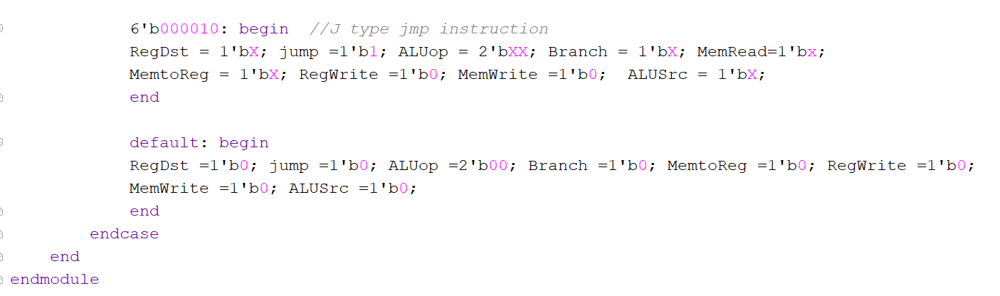 6'b000010: begin  //J type jmp instruction
RegDst = 1'bX; jump =1'b1; ALUop = 2'bXX; Branch = 1'bX; MemRead=1'bx;
MemtoReg = 1'bX; RegWrite =1'b0; MemWrite =1'b0;  ALUSrc = 1'bX;
end
default: begin
RegDst =1'b0; jump =1'b0; ALUop =2'b00; Branch =1'b0; MemtoReg =1'b0; RegWrite =1'b0;
MemWrite =1'b0; ALUSrc =1'b0;
end
endcase
end
endmodule